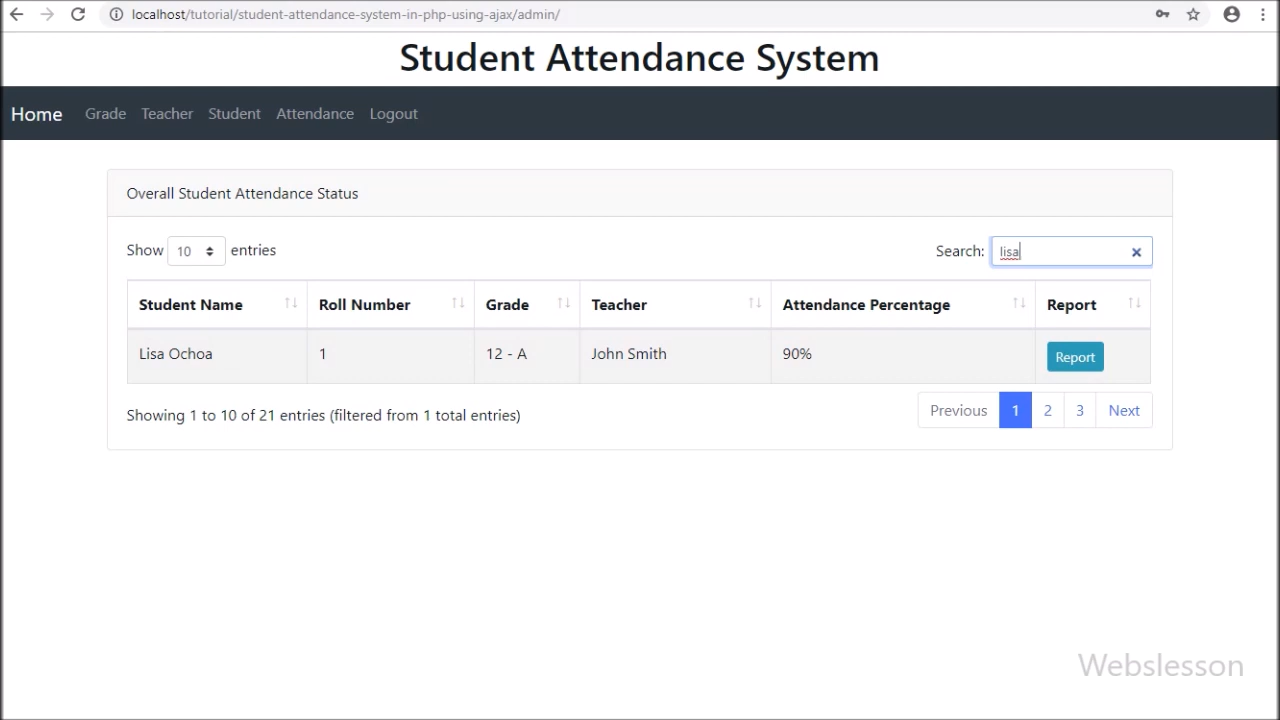 localhost/tutorial/student-attendance-system-in-php-using-ajax/admin/
Student Attendance System
Home Grade Teacher Student Attendance Logout
Overall Student Attendance Status
Show 10 entries Search: lisa
Student Name Roll Number Grade Teacher Attendance Percentage Report
Lisa Ochoa 1 12 - A John Smith 90% Report
Showing 1 to 10 of 21 entries (filtered from 1 total entries) Previous 1 2 3 Next
Webslesson